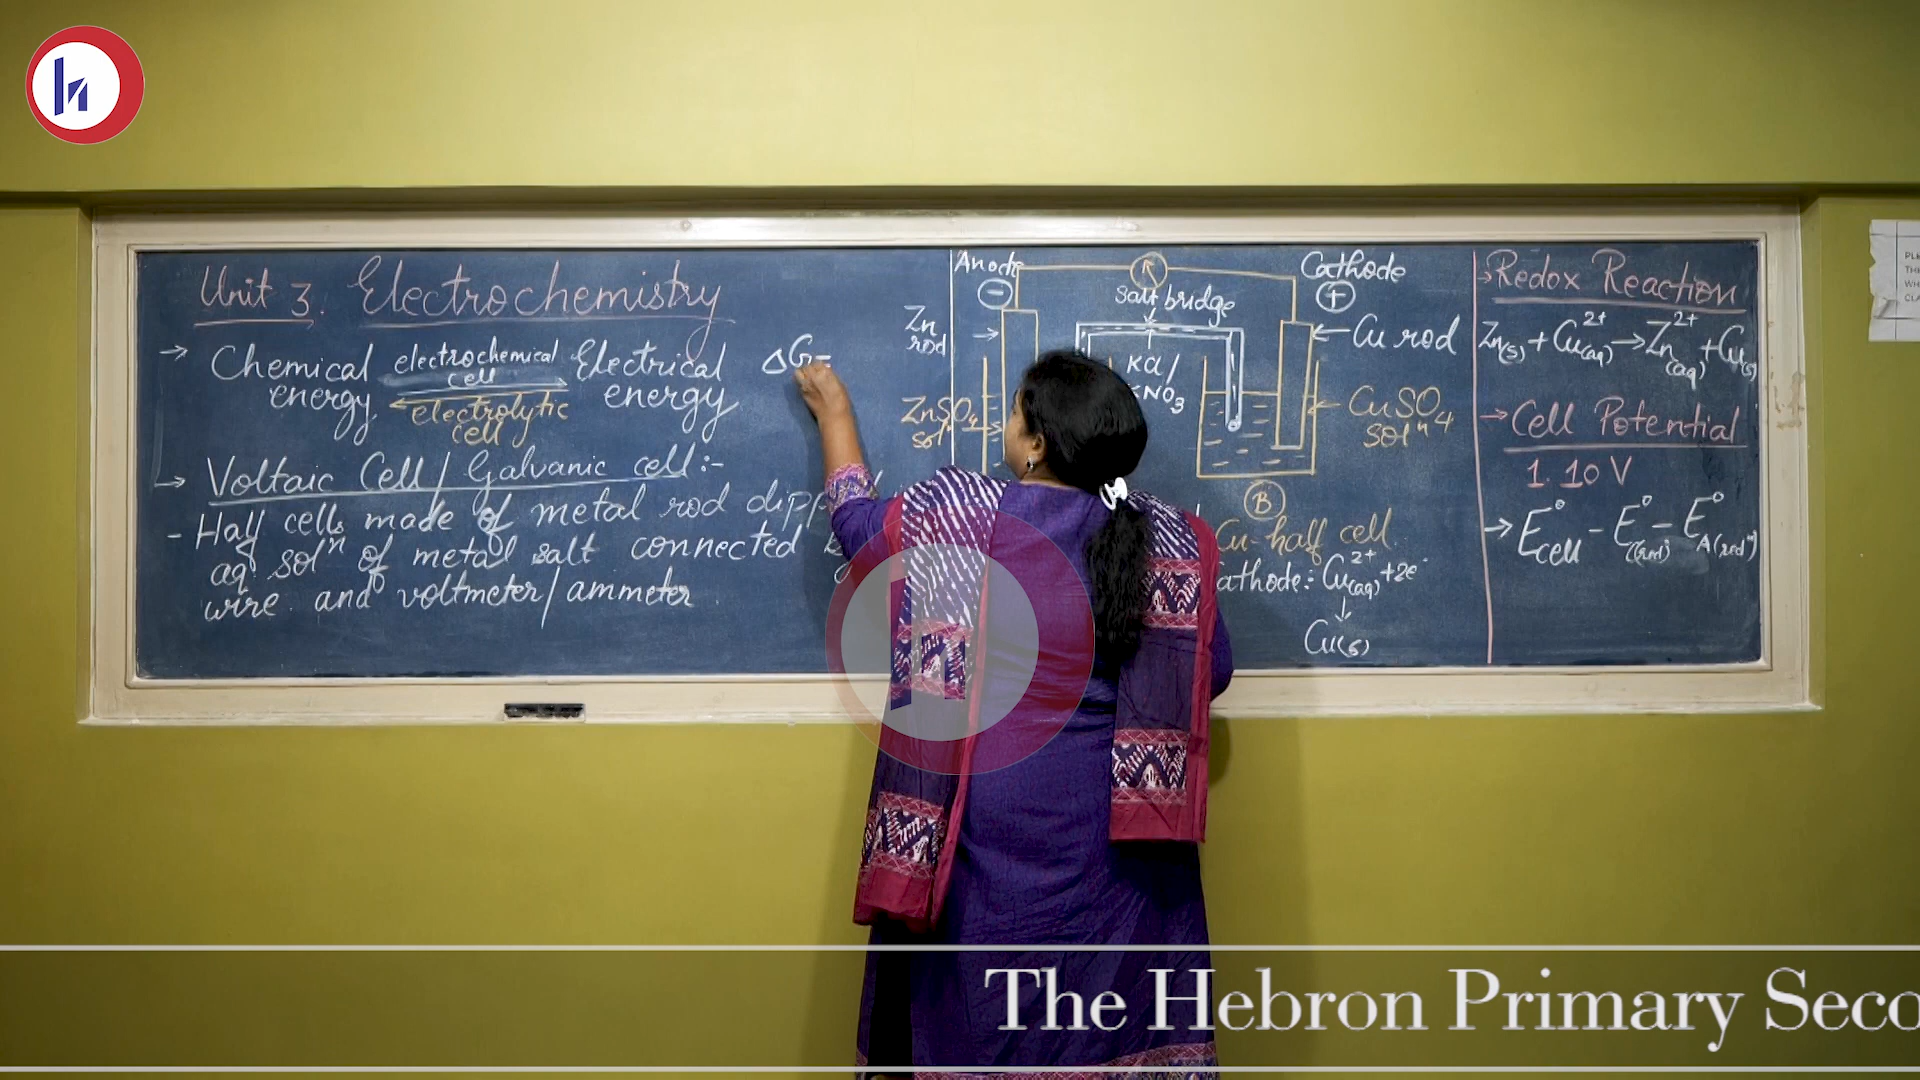 Unit 3. Electrochemistry
→ Chemical energy. electrochemical cell Electrical energy
electrolytic cell
ΔG=
→ Voltaic Cell / Galvanic cell:-
- Half cells made of metal rod dipp
aq. solⁿ of metal salt connected
wire and voltmeter/ammeter
Anode
-
Salt bridge
Cathode
+
Zn rod
Cu rod
KCl/
NO₃
ZnSO₄ solⁿ
CuSO₄ solⁿ
B
Cu-half cell
athode: Cu²⁺(aq) + 2e⁻
↓
Cu(s)
→ Redox Reaction
Zn(s) + Cu²⁺(aq) → Zn²⁺(aq) + Cu(s)
→ Cell Potential
1.10 V
→ E°cell - E°(red) - E°A(redⁿ)
The Hebron Primary Seco